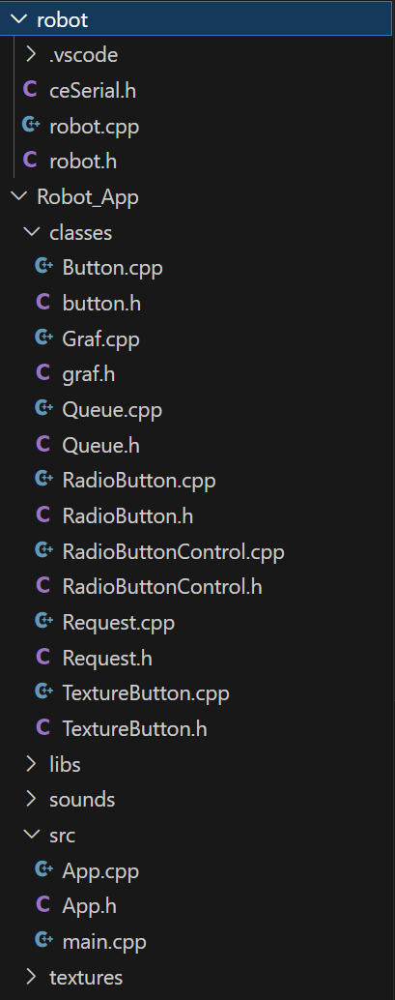 robot
.vscode
C ceSerial.h
C++ robot.cpp
C robot.h
Robot_App
classes
C++ Button.cpp
C button.h
C++ Graf.cpp
C graf.h
C++ Queue.cpp
C Queue.h
C++ RadioButton.cpp
C RadioButton.h
C++ RadioButtonControl.cpp
C RadioButtonControl.h
C++ Request.cpp
C Request.h
C++ TextureButton.cpp
C TextureButton.h
libs
sounds
src
C++ App.cpp
C App.h
C++ main.cpp
textures